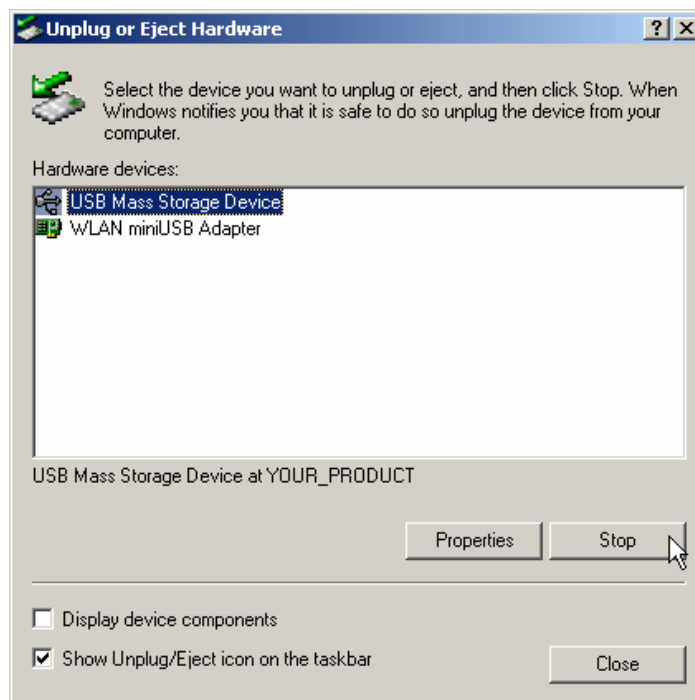 Unplug or Eject Hardware
Select the device you want to unplug or eject, and then click Stop. When
Windows notifies you that it is safe to do so unplug the device from your
computer.
Hardware devices:
USB Mass Storage Device
WLAN miniUSB Adapter
USB Mass Storage Device at YOUR_PRODUCT
Properties
Stop
Display device components
Show Unplug/Eject icon on the taskbar
Close